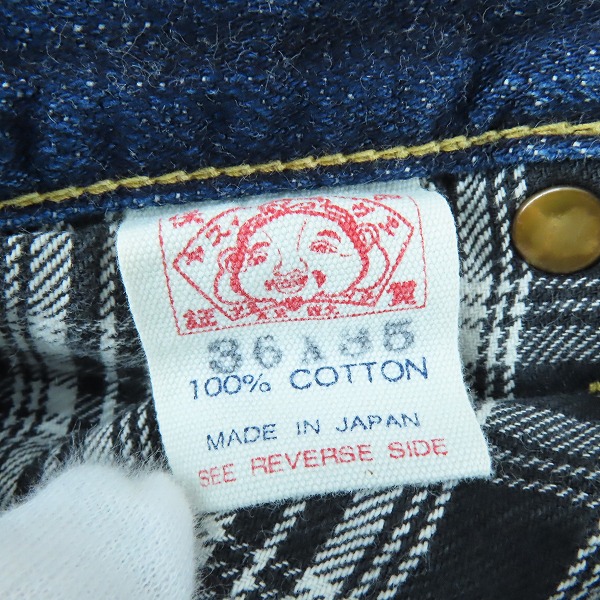 36 x 35
100% COTTON
MADE IN JAPAN
SEE REVERSE SIDE